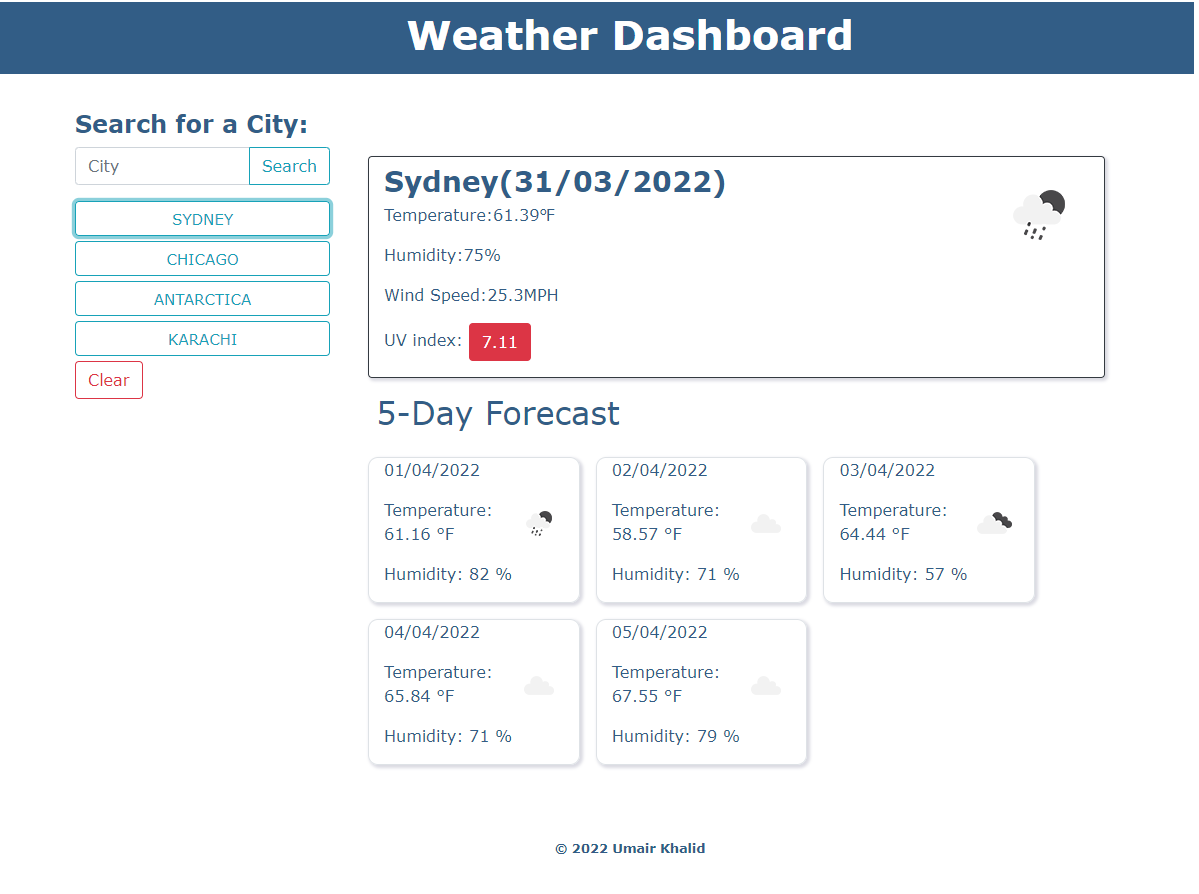 Weather Dashboard
Search for a City:
City
Search
SYDNEY
CHICAGO
ANTARCTICA
KARACHI
Clear
Sydney(31/03/2022)
Temperature:61.39°F
Humidity:75%
Wind Speed:25.3MPH
UV index: 7.11
5-Day Forecast
01/04/2022
Temperature:
61.16 °F
Humidity: 82 %
02/04/2022
Temperature:
58.57 °F
Humidity: 71 %
03/04/2022
Temperature:
64.44 °F
Humidity: 57 %
04/04/2022
Temperature:
65.84 °F
Humidity: 71 %
05/04/2022
Temperature:
67.55 °F
Humidity: 79 %
© 2022 Umair Khalid